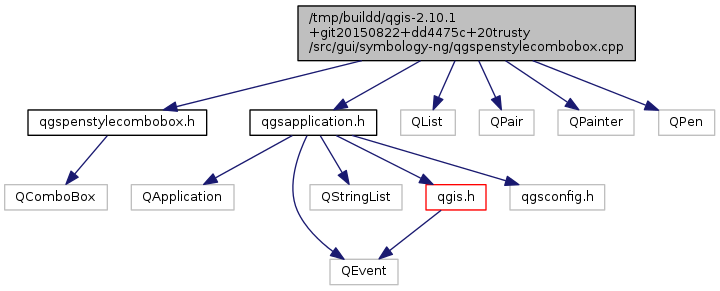 /tmp/buildd/qgis-2.10.1
+git20150822+dd4475c+20trusty
/src/gui/symbology-ng/qgspenstylecombobox.cpp
qgspenstylecombobox.h
qgsapplication.h
QList
QPair
QPainter
QPen
QComboBox
QApplication
QStringList
qgis.h
qgsconfig.h
QEvent